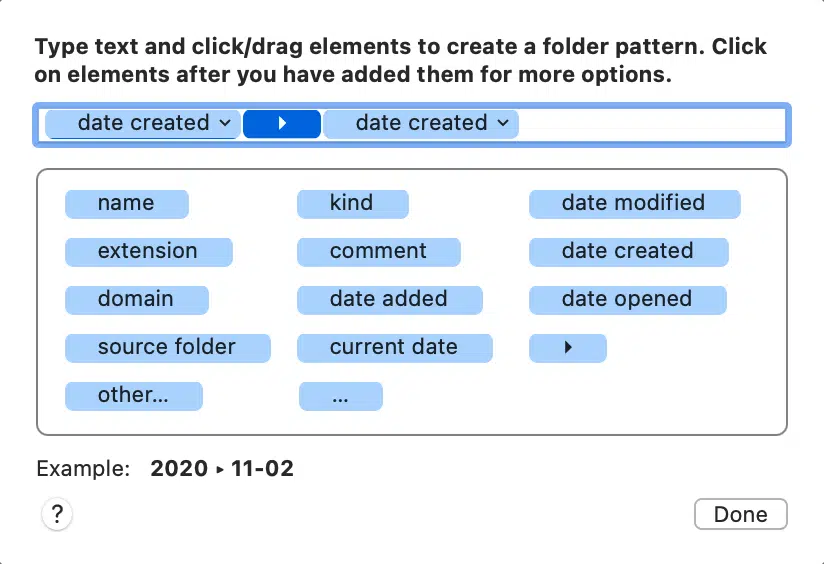 Type text and click/drag elements to create a folder pattern. Click
on elements after you have added them for more options.
date created ▸ date created
name kind date modified
extension comment date created
domain date added date opened
source folder current date ▸
other... ...
Example: 2020 ▸ 11-02
? Done